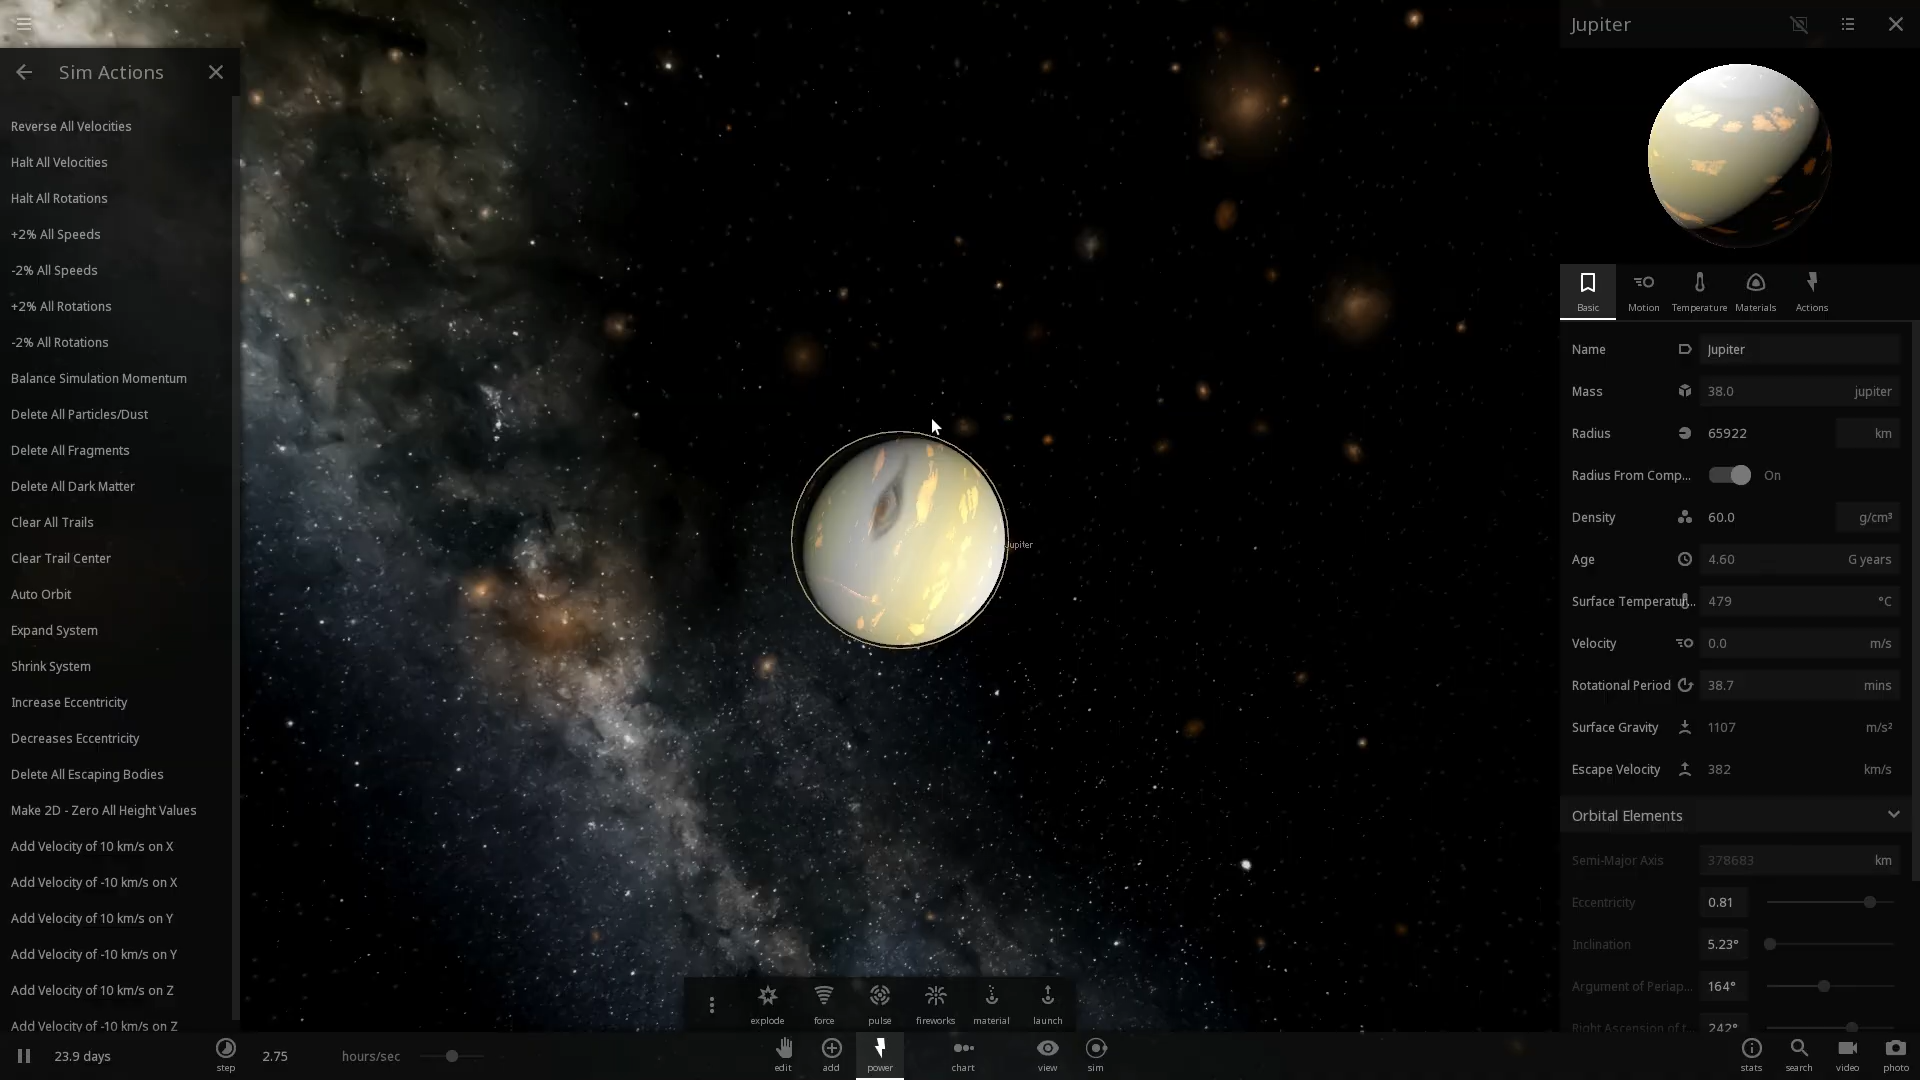 Sim Actions
Reverse All Velocities
Halt All Velocities
Halt All Rotations
+2% All Speeds
-2% All Speeds
+2% All Rotations
-2% All Rotations
Balance Simulation Momentum
Delete All Particles/Dust
Delete All Fragments
Delete All Dark Matter
Clear All Trails
Clear Trail Center
Auto Orbit
Expand System
Shrink System
Increase Eccentricity
Decreases Eccentricity
Delete All Escaping Bodies
Make 2D - Zero All Height Values
Add Velocity of 10 km/s on X
Add Velocity of -10 km/s on X
Add Velocity of 10 km/s on Y
Add Velocity of -10 km/s on Y
Add Velocity of 10 km/s on Z
Add Velocity of -10 km/s on Z
Jupiter
Jupiter
Basic Motion Temperature Materials Actions
Name Jupiter
Mass 38.0 jupiter
Radius 65922 km
Radius From Comp... On
Density 60.0 g/cm³
Age 4.60 G years
Surface Temperatur... 479 °C
Velocity 0.0 m/s
Rotational Period 38.7 mins
Surface Gravity 1107 m/s²
Escape Velocity 382 km/s
Orbital Elements
Semi-Major Axis 378683 km
Eccentricity 0.81
Inclination 5.23°
Argument of Periap... 164°
Right Ascension of t... 242°
explode force pulse fireworks material launch
23.9 days step 2.75 hours/sec
edit add power chart view sim
stats search video photo